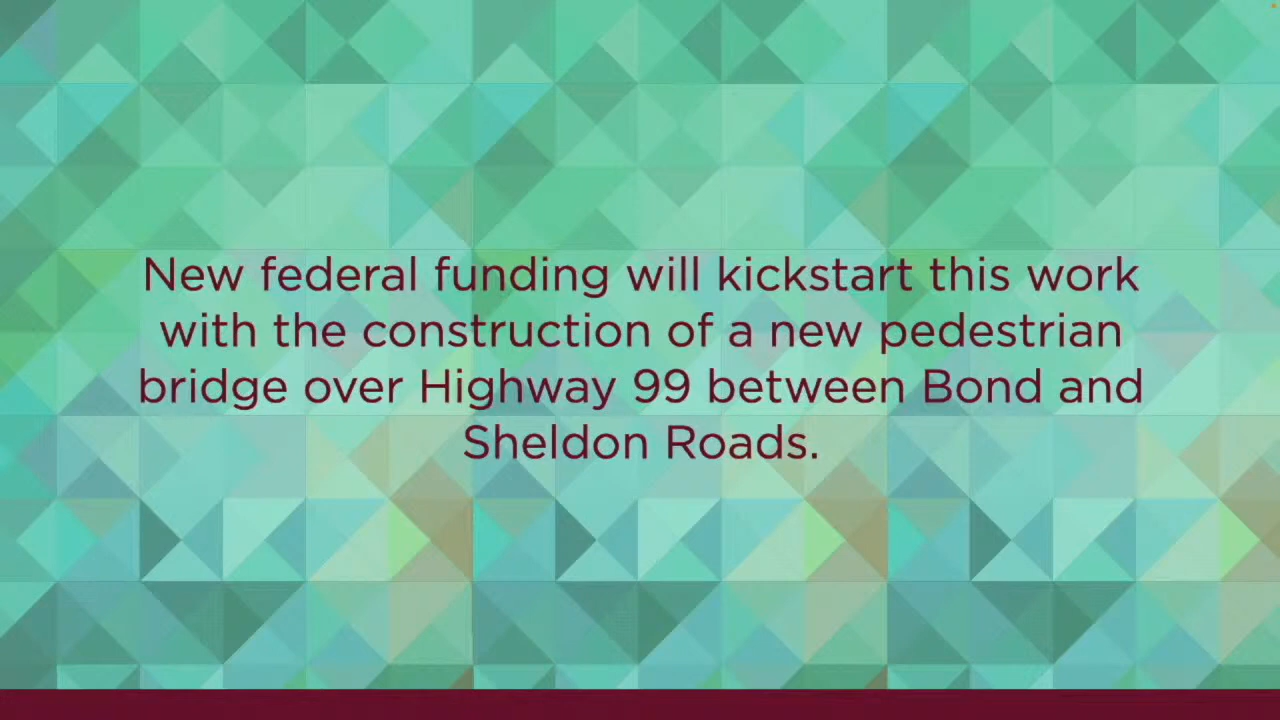 New federal funding will kickstart this work
with the construction of a new pedestrian
bridge over Highway 99 between Bond and
Sheldon Roads.